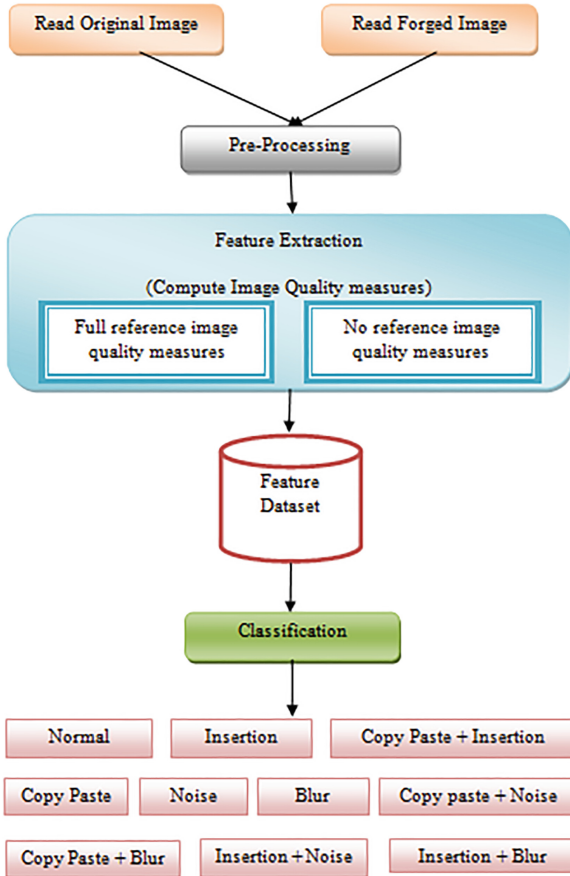 Read Original Image
Read Forged Image
Pre-Processing
Feature Extraction
(Compute Image Quality measures)
Full reference image
quality measures
No reference image
quality measures
Feature
Dataset
Classification
Normal
Insertion
Copy Paste + Insertion
Copy Paste
Noise
Blur
Copy paste + Noise
Copy Paste + Blur
Insertion + Noise
Insertion + Blur